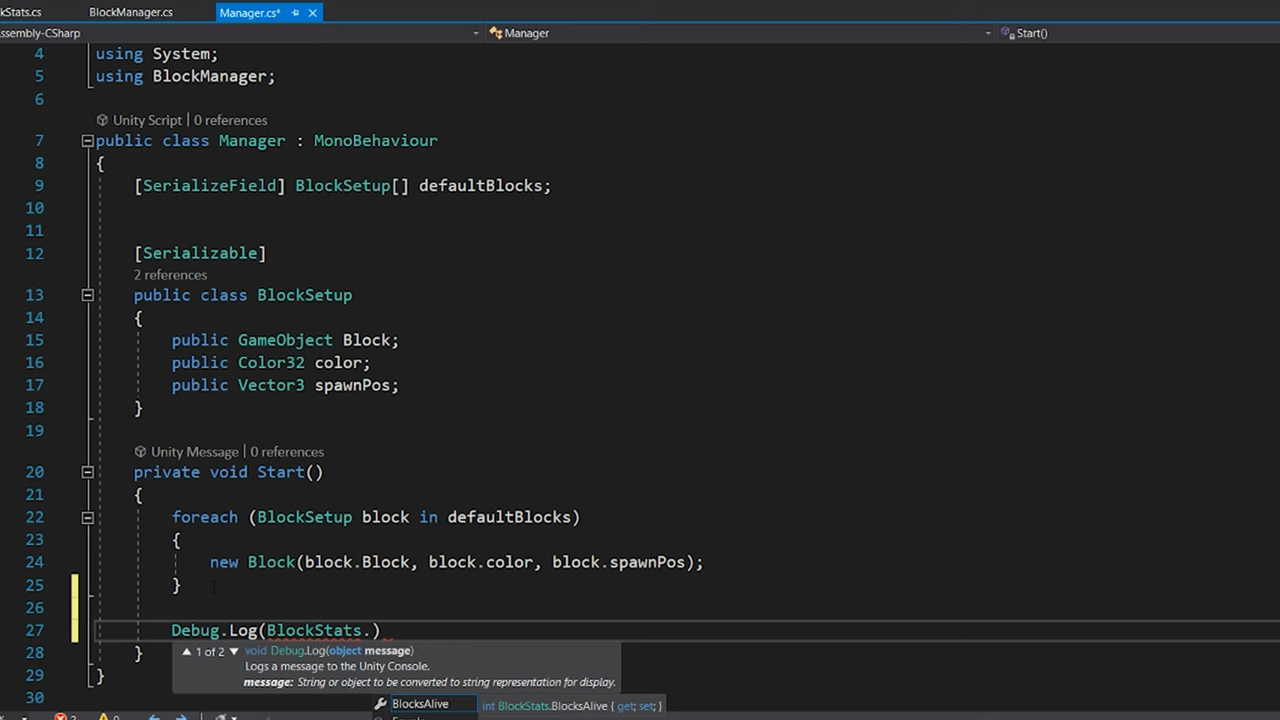 kStats.cs BlockManager.cs Manager.cs*
ssembly-CSharp Manager Start()
4 using System;
5 using BlockManager;
6
Unity Script | 0 references
7 public class Manager : MonoBehaviour
8 {
9 [SerializeField] BlockSetup[] defaultBlocks;
10
11
12 [Serializable]
2 references
13 public class BlockSetup
14 {
15 public GameObject Block;
16 public Color32 color;
17 public Vector3 spawnPos;
18 }
19
Unity Message | 0 references
20 private void Start()
21 {
22 foreach (BlockSetup block in defaultBlocks)
23 {
24 new Block(block.Block, block.color, block.spawnPos);
25 }
26
27 Debug.Log(BlockStats.)
28 }
▲ 1 of 2 ▼ void Debug.Log(object message)
Logs a message to the Unity Console.
29 }
message: String or object to be converted to string representation for display.
30
BlocksAlive int BlockStats.BlocksAlive { get; set; }